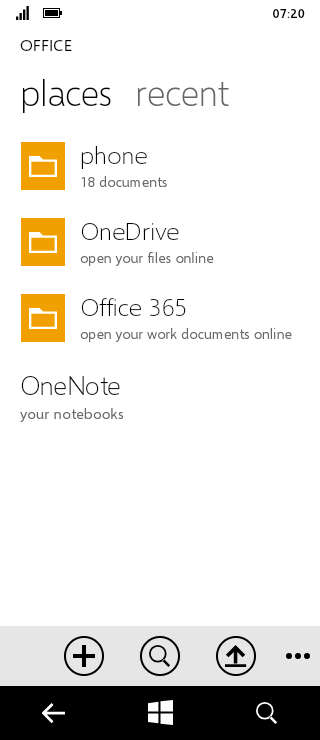 07:20
OFFICE
places recent
phone
18 documents
OneDrive
open your files online
Office 365
open your work documents online
OneNote
your notebooks